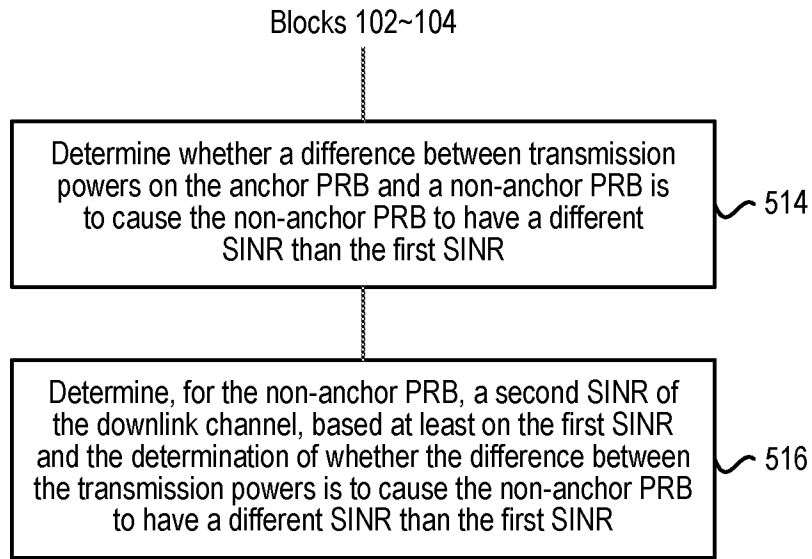 Blocks 102~104
Determine whether a difference between transmission
powers on the anchor PRB and a non-anchor PRB is
to cause the non-anchor PRB to have a different
SINR than the first SINR
514
Determine, for the non-anchor PRB, a second SINR of
the downlink channel, based at least on the first SINR
and the determination of whether the difference between
the transmission powers is to cause the non-anchor PRB
to have a different SINR than the first SINR
516